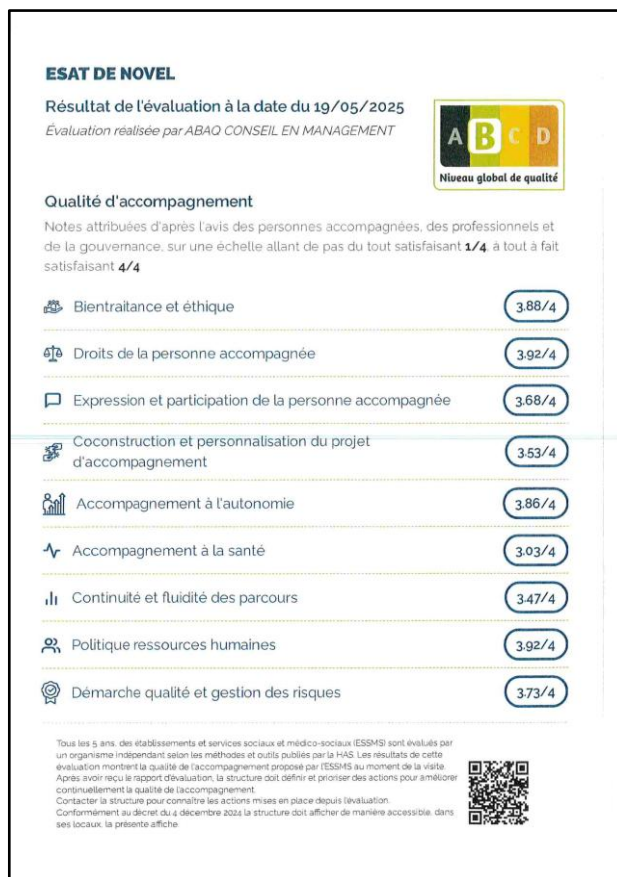 ESAT DE NOVEL
Résultat de l'évaluation à la date du 19/05/2025
Évaluation réalisée par ABAQ CONSEIL EN MANAGEMENT
A B C D
Niveau global de qualité
Qualité d'accompagnement
Notes attribuées d'après l'avis des personnes accompagnées, des professionnels et
de la gouvernance, sur une échelle allant de pas du tout satisfaisant 1/4, à tout à fait
satisfaisant 4/4
Bientraitance et éthique 3.88/4
Droits de la personne accompagnée 3.92/4
Expression et participation de la personne accompagnée 3.68/4
Coconstruction et personnalisation du projet
d'accompagnement 3.53/4
Accompagnement à l'autonomie 3.86/4
Accompagnement à la santé 3.03/4
Continuité et fluidité des parcours 3.47/4
Politique ressources humaines 3.92/4
Démarche qualité et gestion des risques 3.73/4
Tous les 5 ans, des établissements et services sociaux et médico-sociaux (ESSMS) sont évalués par
un organisme indépendant selon les méthodes et outils publiés par la HAS. Les résultats de cette
évaluation montrent la qualité de l'accompagnement proposé par l'ESSMS au moment de la visite.
Après avoir reçu le rapport d'évaluation, la structure doit définir et prioriser des actions pour améliorer
continuellement la qualité de l'accompagnement.
Contacter la structure pour connaître les actions mises en place depuis l'évaluation.
Conformément au décret du 4 décembre 2024 la structure doit afficher de manière accessible, dans
ses locaux, la présente affiche.